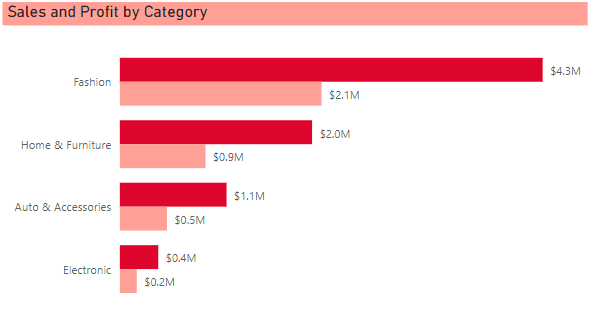 Sales and Profit by Category
Fashion
$4.3M
$2.1M
Home & Furniture
$2.0M
$0.9M
Auto & Accessories
$1.1M
$0.5M
Electronic
$0.4M
$0.2M